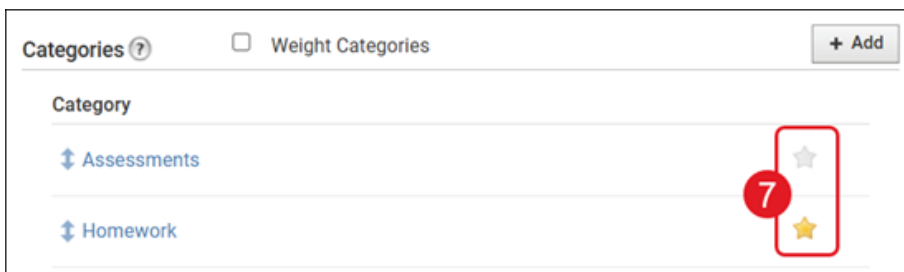 Categories ? Weight Categories + Add
Category
Assessments
7
Homework